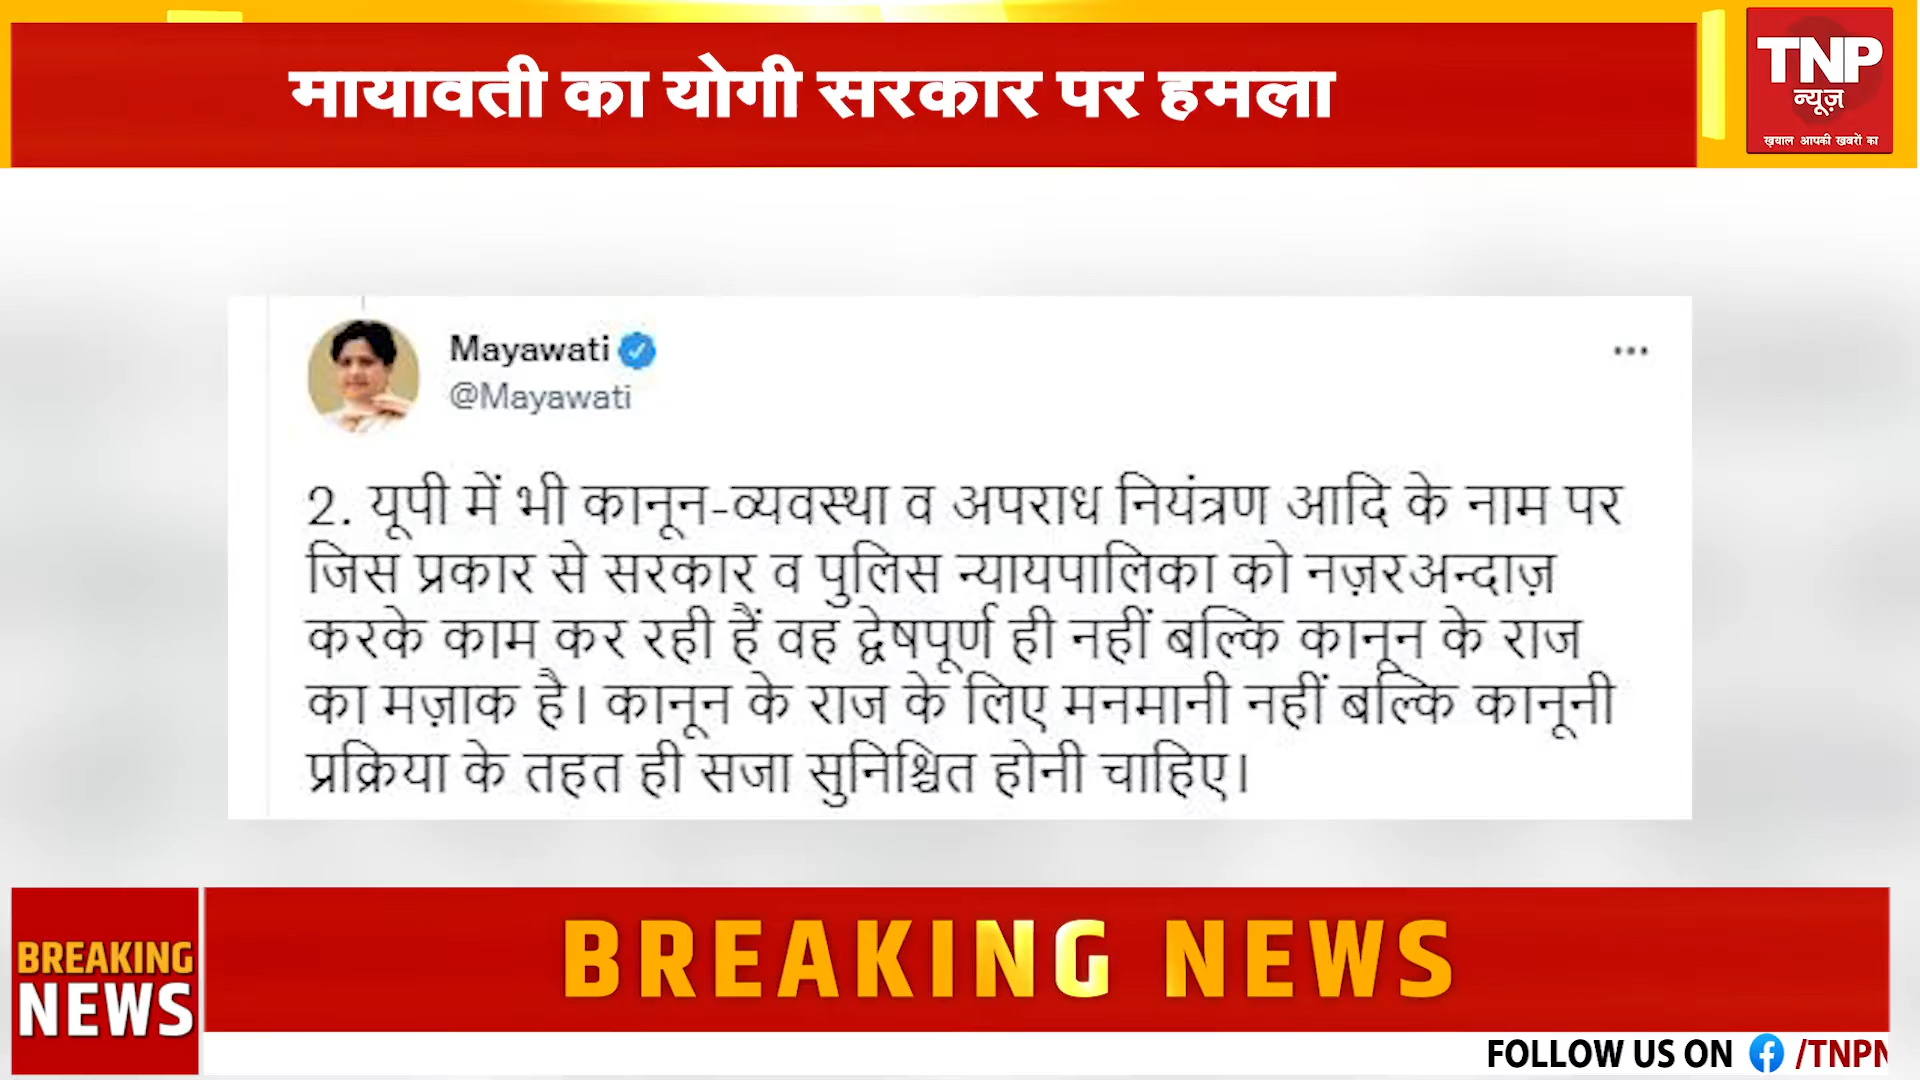 मायावती का योगी सरकार पर हमला
TNP
न्यूज़
ख़याल आपकी खबरों का
Mayawati
@Mayawati
2. यूपी में भी कानून-व्यवस्था व अपराध नियंत्रण आदि के नाम पर
जिस प्रकार से सरकार व पुलिस न्यायपालिका को नज़रअन्दाज़
करके काम कर रही हैं वह द्वेषपूर्ण ही नहीं बल्कि कानून के राज
का मज़ाक है। कानून के राज के लिए मनमानी नहीं बल्कि कानूनी
प्रक्रिया के तहत ही सजा सुनिश्चित होनी चाहिए।
BREAKING
NEWS
BREAKING NEWS
FOLLOW US ON /TNPN